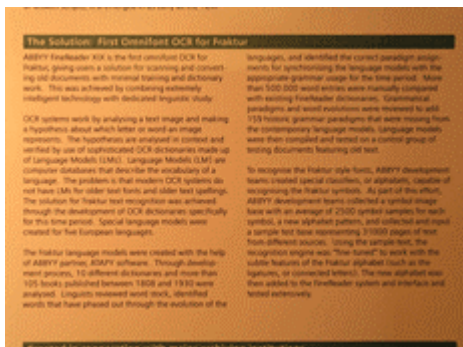 The Solution: First Omnifont OCR for Fraktur
ABBYY FineReader XIX is the first omnifont OCR for
Fraktur, giving users a solution for scanning and convert-
ing old documents with minimal training and dictionary
work. This was achieved by combining extremely
intelligent technology with dedicated linguistic study.
OCR systems work by analysing a text image and making
a hypothesis about which letter or word an image
represents. The hypotheses are analysed in context and
verified by use of sophisticated OCR dictionaries made up
of Language Models (LMs). Language Models (LM) are
computer databases that describe the vocabulary of a
language. The problem is that modern OCR systems do
not have LMs for older text fonts and older text spellings.
The solution for Fraktur text recognition was achieved
through the development of OCR dictionaries specifically
for this time period. Special language models were
created for five European languages.
The Fraktur language models were created with the help
of ABBYY partner, ATAPY software. Through develop-
ment process, 10 different dictionaries and more than
105 books published between 1808 and 1930 were
analysed. Linguists reviewed word stock, identified
words that have phased out through the evolution of the
languages, and identified the correct paradigm assign-
ments for synchronising the language models with the
appropriate grammar usage for the time period. More
than 500,000 word entries were manually compared
with existing FineReader dictionaries. Grammatical
paradigms and word evolutions were reviewed to add
159 historic grammar paradigms that were missing from
the contemporary language models. Language models
were then compiled and tested on a control group of
testing documents featuring old text.
To recognise the Fraktur style fonts, ABBYY development
teams created special classifiers, or alphabets, capable of
recognising the Fraktur symbols. As part of this effort,
ABBYY development teams collected a symbol image
base with an average of 2500 symbol samples for each
symbol, a new alphabet pattern, and collected and input
a sample test base representing 31000 pages of text
from different sources. Using the sample text, the
recognition engine was "fine-tuned" to work with the
subtle features of the Fraktur alphabet (such as the
ligatures, or connected letters). The new alphabet was
then added to the FineReader system and interface and
tested extensively.